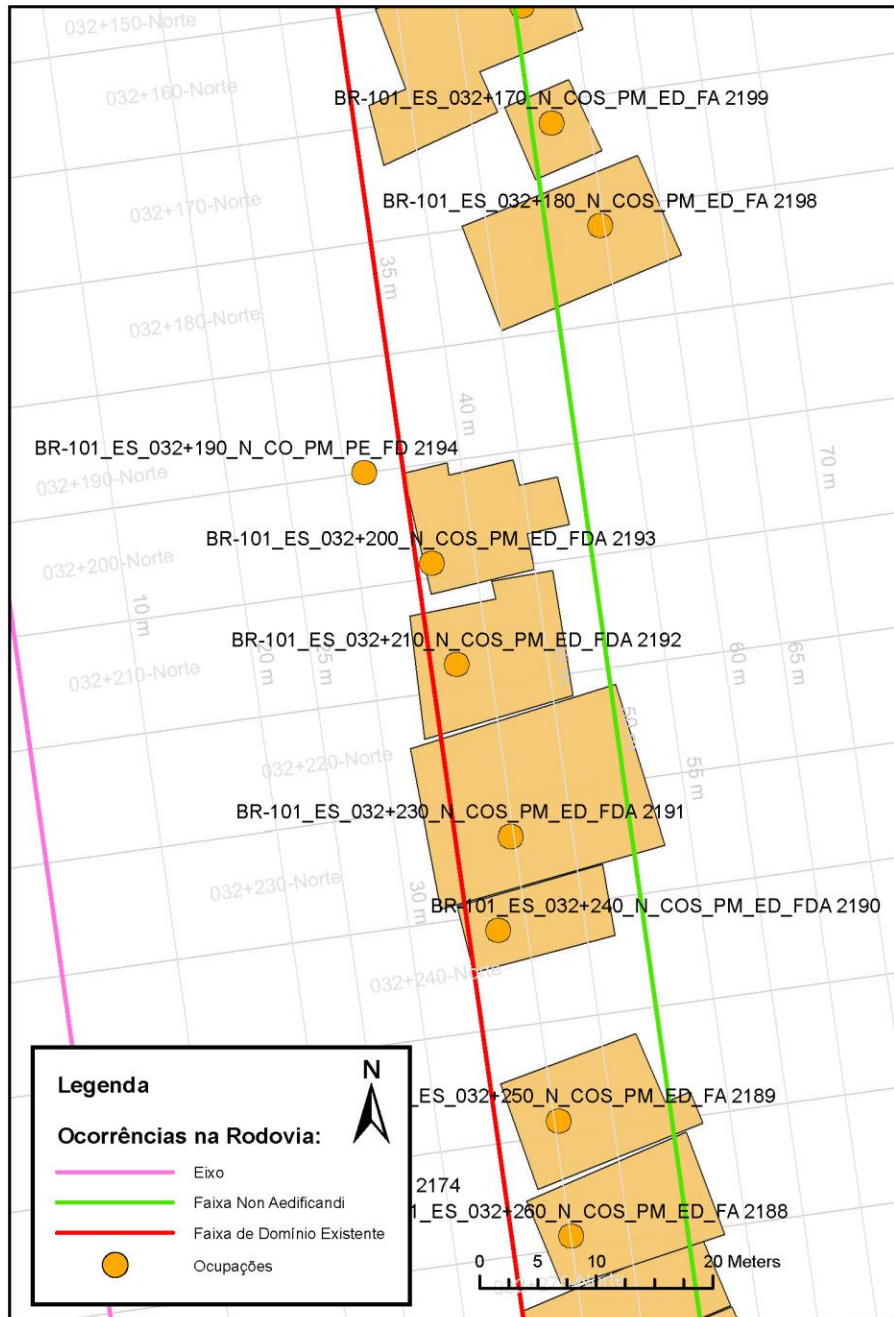 032+150-Norte
032+160-Norte
BR-101_ES_032+170_N_COS_PM_ED_FA 2199
032+170-Norte
BR-101_ES_032+180_N_COS_PM_ED_FA 2198
35 m
032+180-Norte
40 m
BR-101_ES_032+190_N_CO_PM_PE_FD 2194
70 m
032+190-Norte
BR-101_ES_032+200_N_COS_PM_ED_FDA 2193
032+200-Norte
10 m
BR-101_ES_032+210_N_COS_PM_ED_FDA 2192
032+210-Norte
20 m
25 m
60 m
65 m
50 m
032+220-Norte
55 m
BR-101_ES_032+230_N_COS_PM_ED_FDA 2191
032+230-Norte
30 m
BR-101_ES_032+240_N_COS_PM_ED_FDA 2190
032+240-Norte
_ES_032+250_N_COS_PM_ED_FA 2189
2174
1_ES_032+260_N_COS_PM_ED_FA 2188
Legenda
N
Ocorrências na Rodovia:
Eixo
Faixa Non Aedificandi
Faixa de Domínio Existente
Ocupações
0 5 10 20 Meters